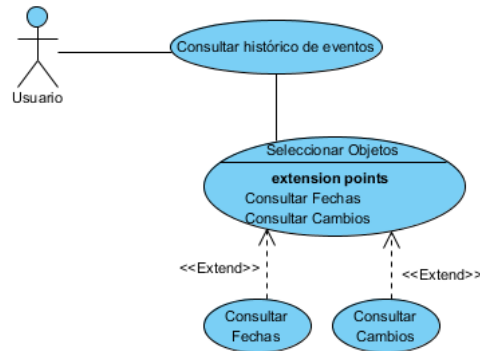 Consultar histórico de eventos
Usuario
Seleccionar Objetos
extension points
Consultar Fechas
Consultar Cambios
<<Extend>>
<<Extend>>
Consultar
Fechas
Consultar
Cambios